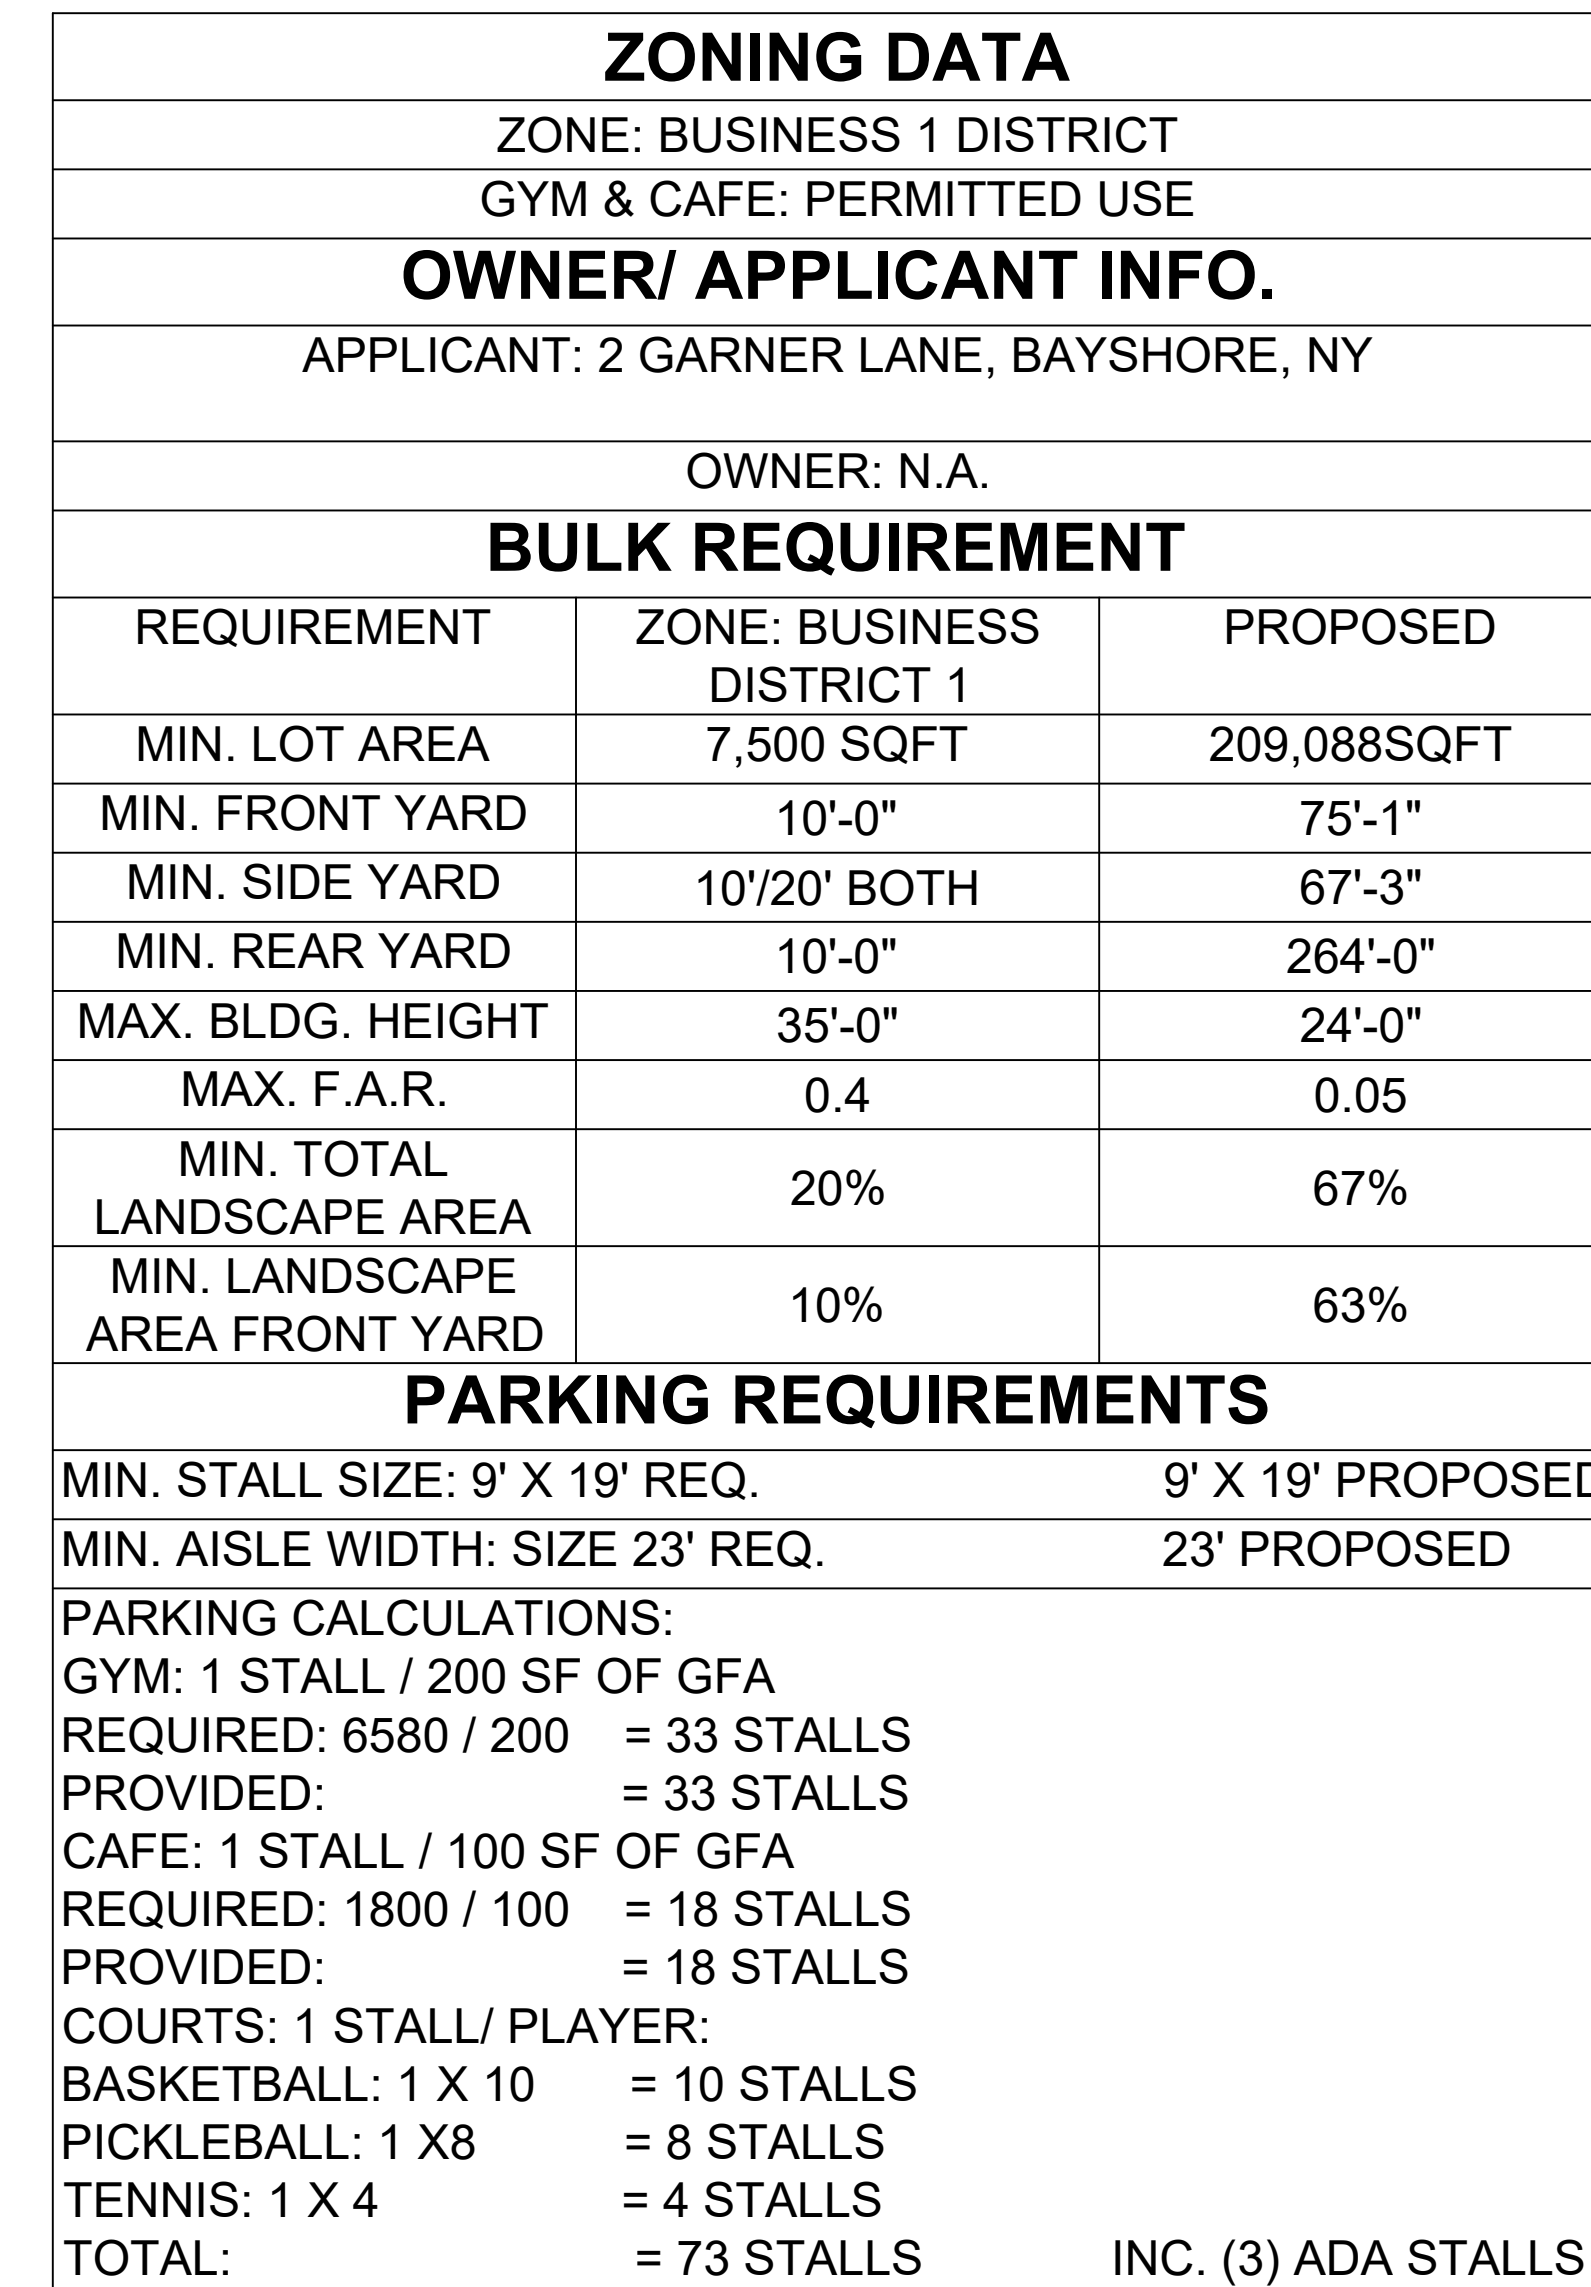 ZONING DATA
ZONE: BUSINESS 1 DISTRICT
GYM & CAFE: PERMITTED USE
OWNER/ APPLICANT INFO.
APPLICANT: 2 GARNER LANE, BAYSHORE, NY
OWNER: N.A.
BULK REQUIREMENT
REQUIREMENT ZONE: BUSINESS DISTRICT 1 PROPOSED
MIN. LOT AREA 7,500 SQFT 209,088SQFT
MIN. FRONT YARD 10'-0" 75'-1"
MIN. SIDE YARD 10'/20' BOTH 67'-3"
MIN. REAR YARD 10'-0" 264'-0"
MAX. BLDG. HEIGHT 35'-0" 24'-0"
MAX. F.A.R. 0.4 0.05
MIN. TOTAL LANDSCAPE AREA 20% 67%
MIN. LANDSCAPE AREA FRONT YARD 10% 63%
PARKING REQUIREMENTS
MIN. STALL SIZE: 9' X 19' REQ. 9' X 19' PROPOSED
MIN. AISLE WIDTH: SIZE 23' REQ. 23' PROPOSED
PARKING CALCULATIONS:
GYM: 1 STALL / 200 SF OF GFA
REQUIRED: 6580 / 200 = 33 STALLS
PROVIDED: = 33 STALLS
CAFE: 1 STALL / 100 SF OF GFA
REQUIRED: 1800 / 100 = 18 STALLS
PROVIDED: = 18 STALLS
COURTS: 1 STALL/ PLAYER:
BASKETBALL: 1 X 10 = 10 STALLS
PICKLEBALL: 1 X8 = 8 STALLS
TENNIS: 1 X 4 = 4 STALLS
TOTAL: = 73 STALLS INC. (3) ADA STALLS